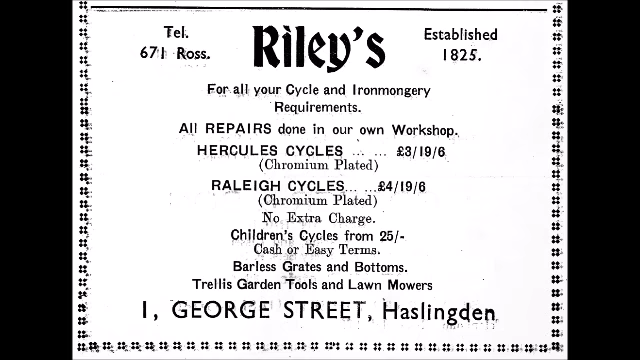 Tel.
671 Ross.
Riley's
Established
1825.
For all your Cycle and Ironmongery
Requirements.
All REPAIRS done in our own Workshop.
HERCULES CYCLES ... ... £3/19/6
(Chromium Plated)
RALEIGH CYCLES... ...£4/19/6
(Chromium Plated)
No Extra Charge.
Children's Cycles from 25/-
Cash or Easy Terms.
Barless Grates and Bottoms.
Trellis Garden Tools and Lawn Mowers
1, GEORGE STREET, Haslingden